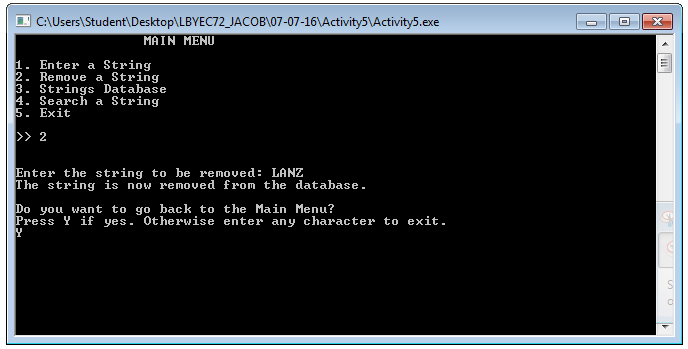 C:\Users\Student\Desktop\LBYEC72_JACOB\07-07-16\Activity5\Activity5.exe
MAIN MENU
1. Enter a String
2. Remove a String
3. Strings Database
4. Search a String
5. Exit
>> 2
Enter the string to be removed: LANZ
The string is now removed from the database.
Do you want to go back to the Main Menu?
Press Y if yes. Otherwise enter any character to exit.
Y